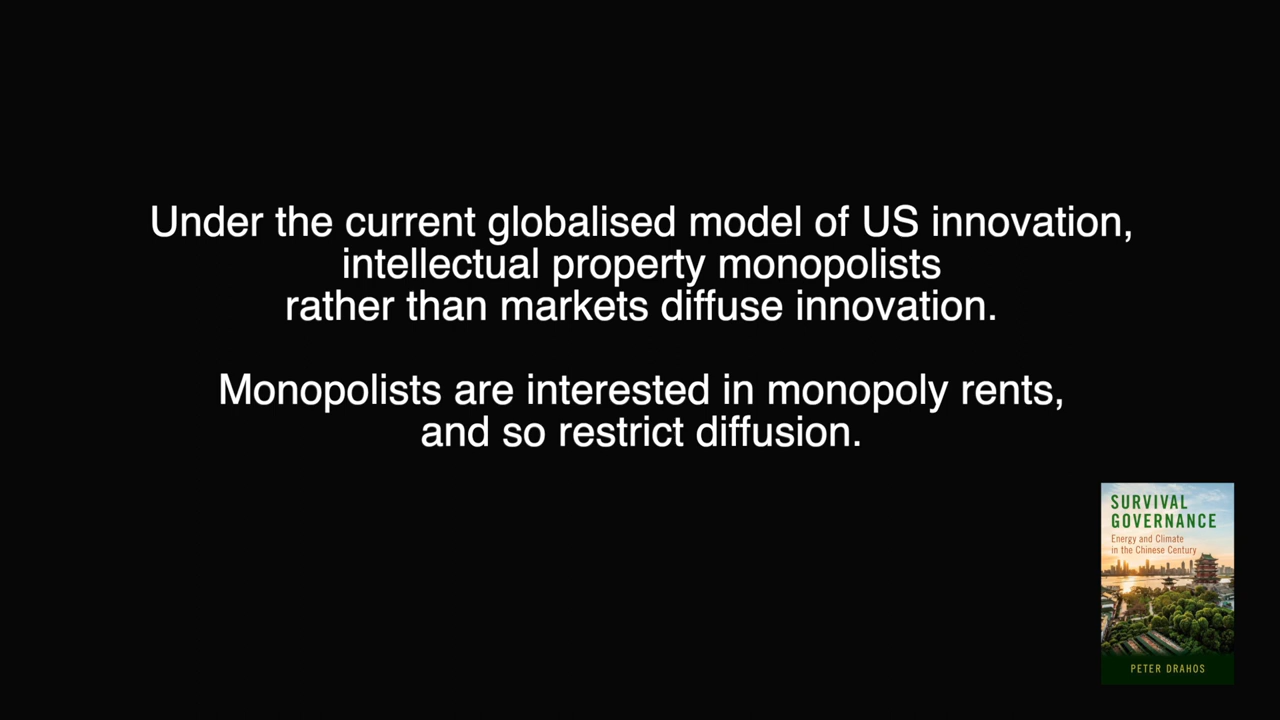 Under the current globalised model of US innovation,
intellectual property monopolists
rather than markets diffuse innovation.
Monopolists are interested in monopoly rents,
and so restrict diffusion.
SURVIVAL
GOVERNANCE
Energy and Climate
in the Chinese Century
PETER DRAHOS